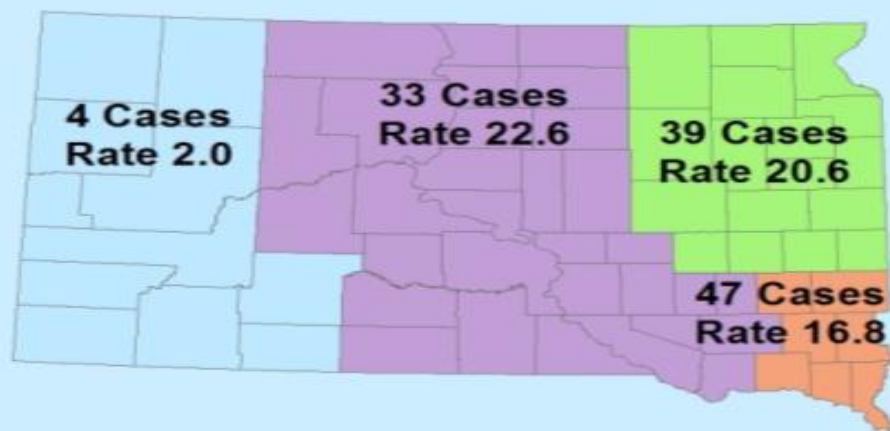 4 Cases
Rate 2.0
33 Cases
Rate 22.6
39 Cases
Rate 20.6
47 Cases
Rate 16.8